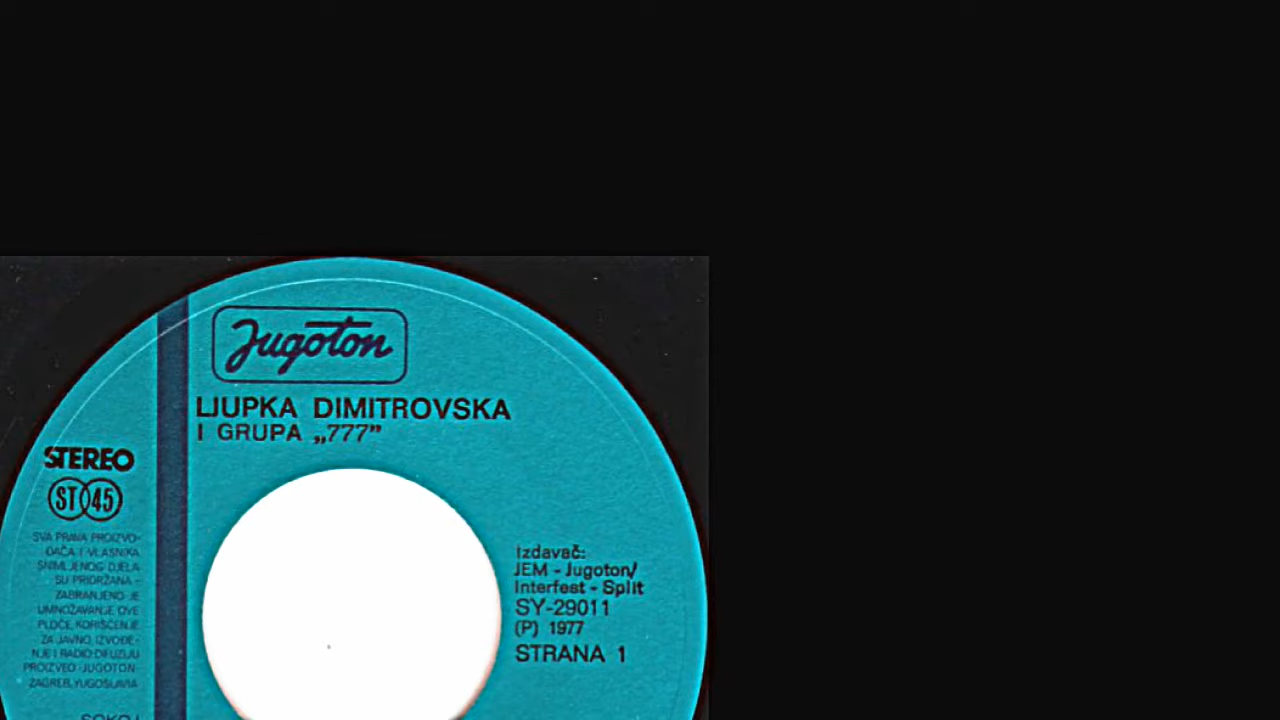 Jugoton
LJUPKA DIMITROVSKA
I GRUPA „777”
STEREO
ST 45
SVA PRAVA PROIZVO-
ĐAČA I VLASNIKA
SNIMLJENOG DJELA
SU PRIDRŽANA -
ZABRANJENO JE
UMNOŽAVANJE OVE
PLOČE, KORIŠĆENJE
ZA JAVNO IZVOĐE-
NJE I RADIO DIFUZIJU
PROIZVEO JUGOTON-
ZAGREB, YUGOSLAVIA
SOKOJ
Izdavač:
JEM - Jugoton/
Interfest - Split
SY-29011
(P) 1977
STRANA 1